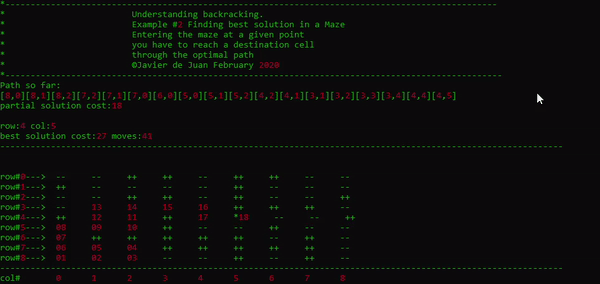 *--------------------------------------------------------------------------------------
* Understanding backracking.
* Example #2 Finding best solution in a Maze
* Entering the maze at a given point
* you have to reach a destination cell
* through the optimal path
* ©Javier de Juan February 2020
*---------------------------------------------------------------------------------------
Path so far:
[8,0][8,1][8,2][7,2][7,1][7,0][6,0][5,0][5,1][5,2][4,2][4,1][3,1][3,2][3,3][3,4][4,4][4,5]
partial solution cost:18
row:4 col:5
best solution cost:27 moves:41
--------------------------------------------------------------------------------------------------
row#0---> -- -- ++ ++ -- ++ ++ -- --
row#1---> ++ -- -- -- -- ++ -- -- --
row#2---> -- -- ++ ++ -- ++ -- -- ++
row#3---> -- 13 14 15 16 ++ ++ ++ --
row#4---> ++ 12 11 ++ 17 *18 -- -- ++
row#5---> 08 09 10 ++ -- -- ++ -- --
row#6---> 07 ++ ++ ++ ++ ++ -- ++ --
row#7---> 06 05 04 ++ ++ ++ ++ ++ --
row#8---> 01 02 03 -- -- ++ -- ++ --
--------------------------------------------------------------------------------------------------
col# 0 1 2 3 4 5 6 7 8